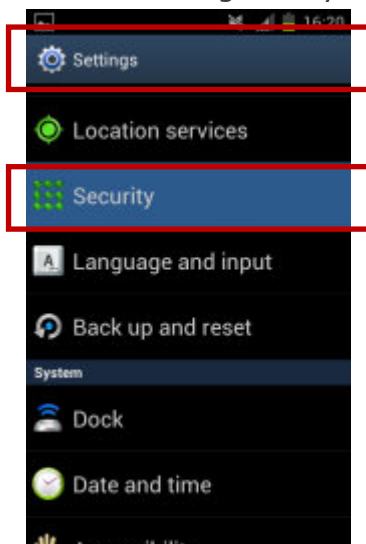 16:20
Settings
Location services
Security
A
Language and input
Back up and reset
System
Dock
Date and time